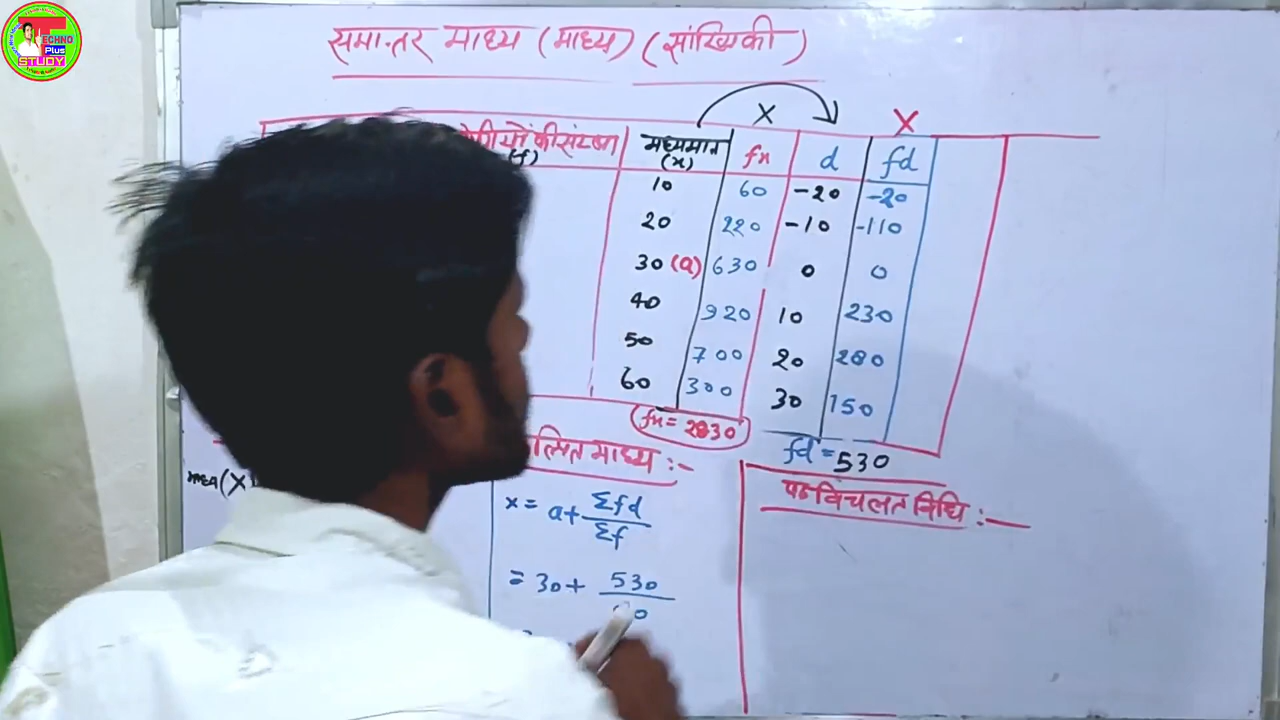 TECHNO
Plus
STUDY
समान्तर माध्य (माध्य) (सांख्यिकी)
X X
की संख्या मध्यमान fx d fd
(f) (x)
10 60 -20 -20
20 220 -10 -110
30 (a) 630 0 0
40 920 10 230
50 700 20 280
60 300 30 150
fx = 2830
fd = 530
लित माध्य :-
पद विचलन विधि :-
x = a + Σfd
Σf
= 30 + 530